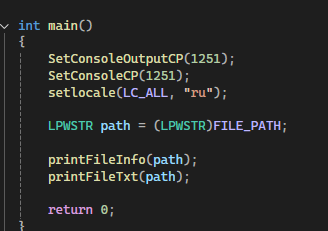 int main()
{
    SetConsoleOutputCP(1251);
    SetConsoleCP(1251);
    setlocale(LC_ALL, "ru");
    LPWSTR path = (LPWSTR)FILE_PATH;
    printFileInfo(path);
    printFileTxt(path);
    return 0;
}